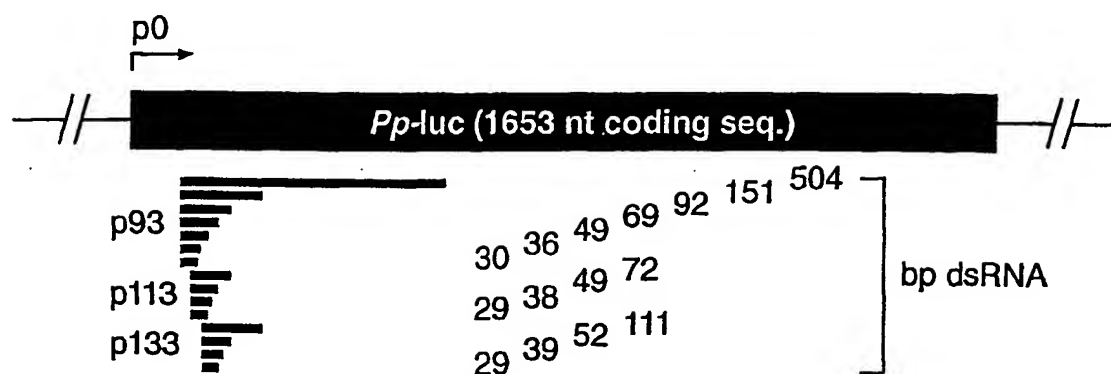 p0
Pp-luc (1653 nt coding seq.)
p93
30 36 49 69 92 151 504
p113
29 38 49 72
p133
29 39 52 111
bp dsRNA